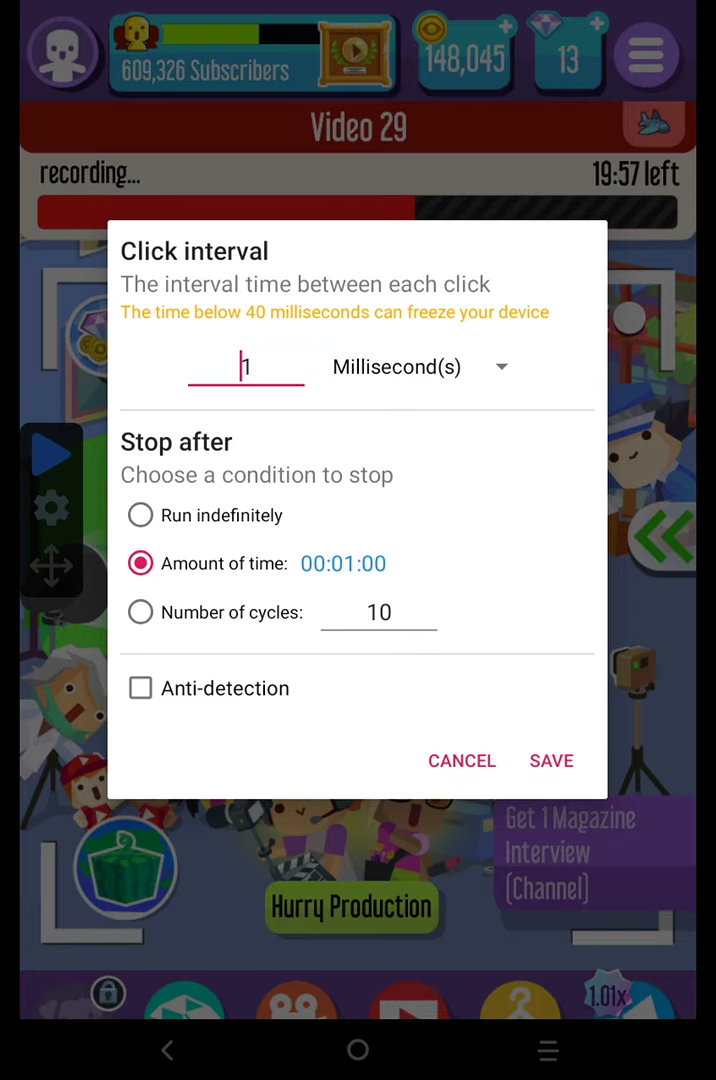 609,326 Subscribers
148,045
13
Video 29
recording...
19:57 left
Click interval
The interval time between each click
The time below 40 milliseconds can freeze your device
1 Millisecond(s)
Stop after
Choose a condition to stop
Run indefinitely
Amount of time: 00:01:00
Number of cycles: 10
Anti-detection
CANCEL SAVE
Get 1 Magazine
Interview
(Channel)
Hurry Production
1.01x